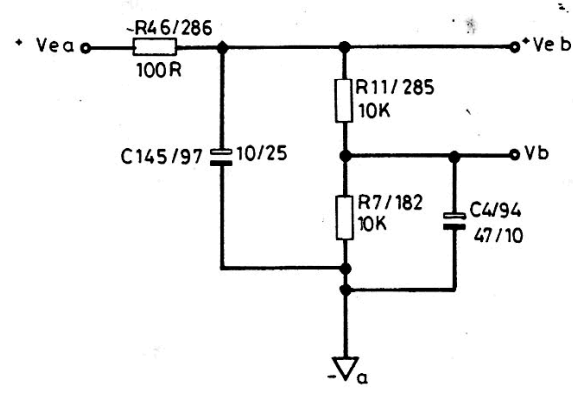 -R46/286
+ Vea
+Veb
100R
R11/285
10K
C145/97
10/25
Vb
R7/182
10K
C4/94
47/10
- a